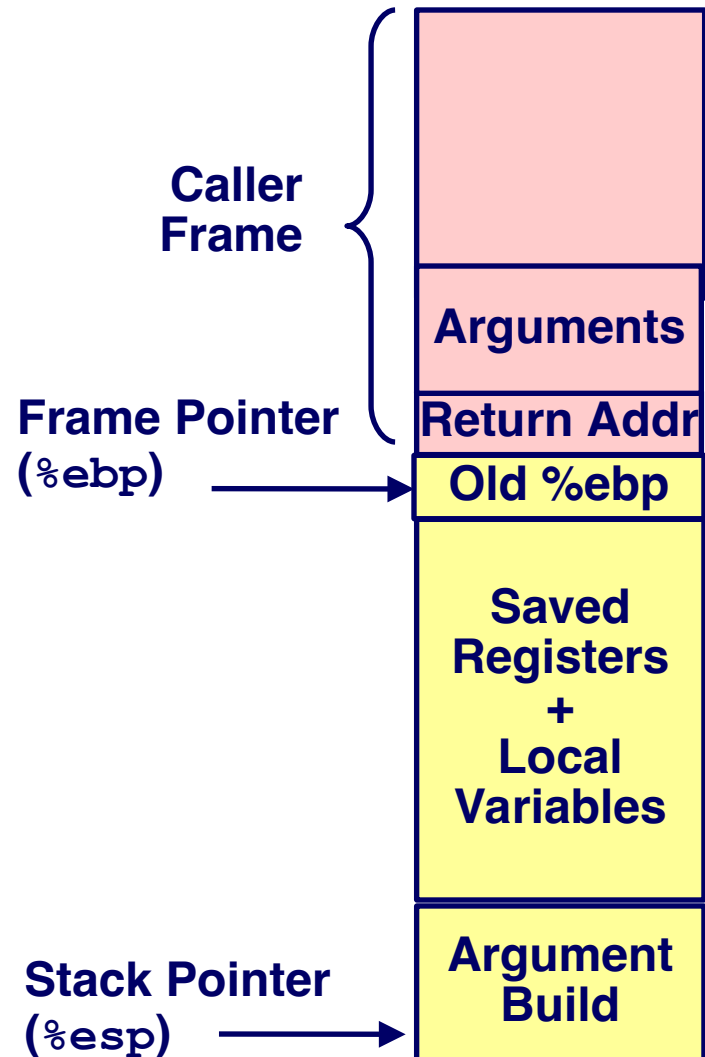 Caller
Frame
Arguments
Return Addr
Frame Pointer
(%ebp)
Old %ebp
Saved
Registers
+
Local
Variables
Argument
Build
Stack Pointer
(%esp)